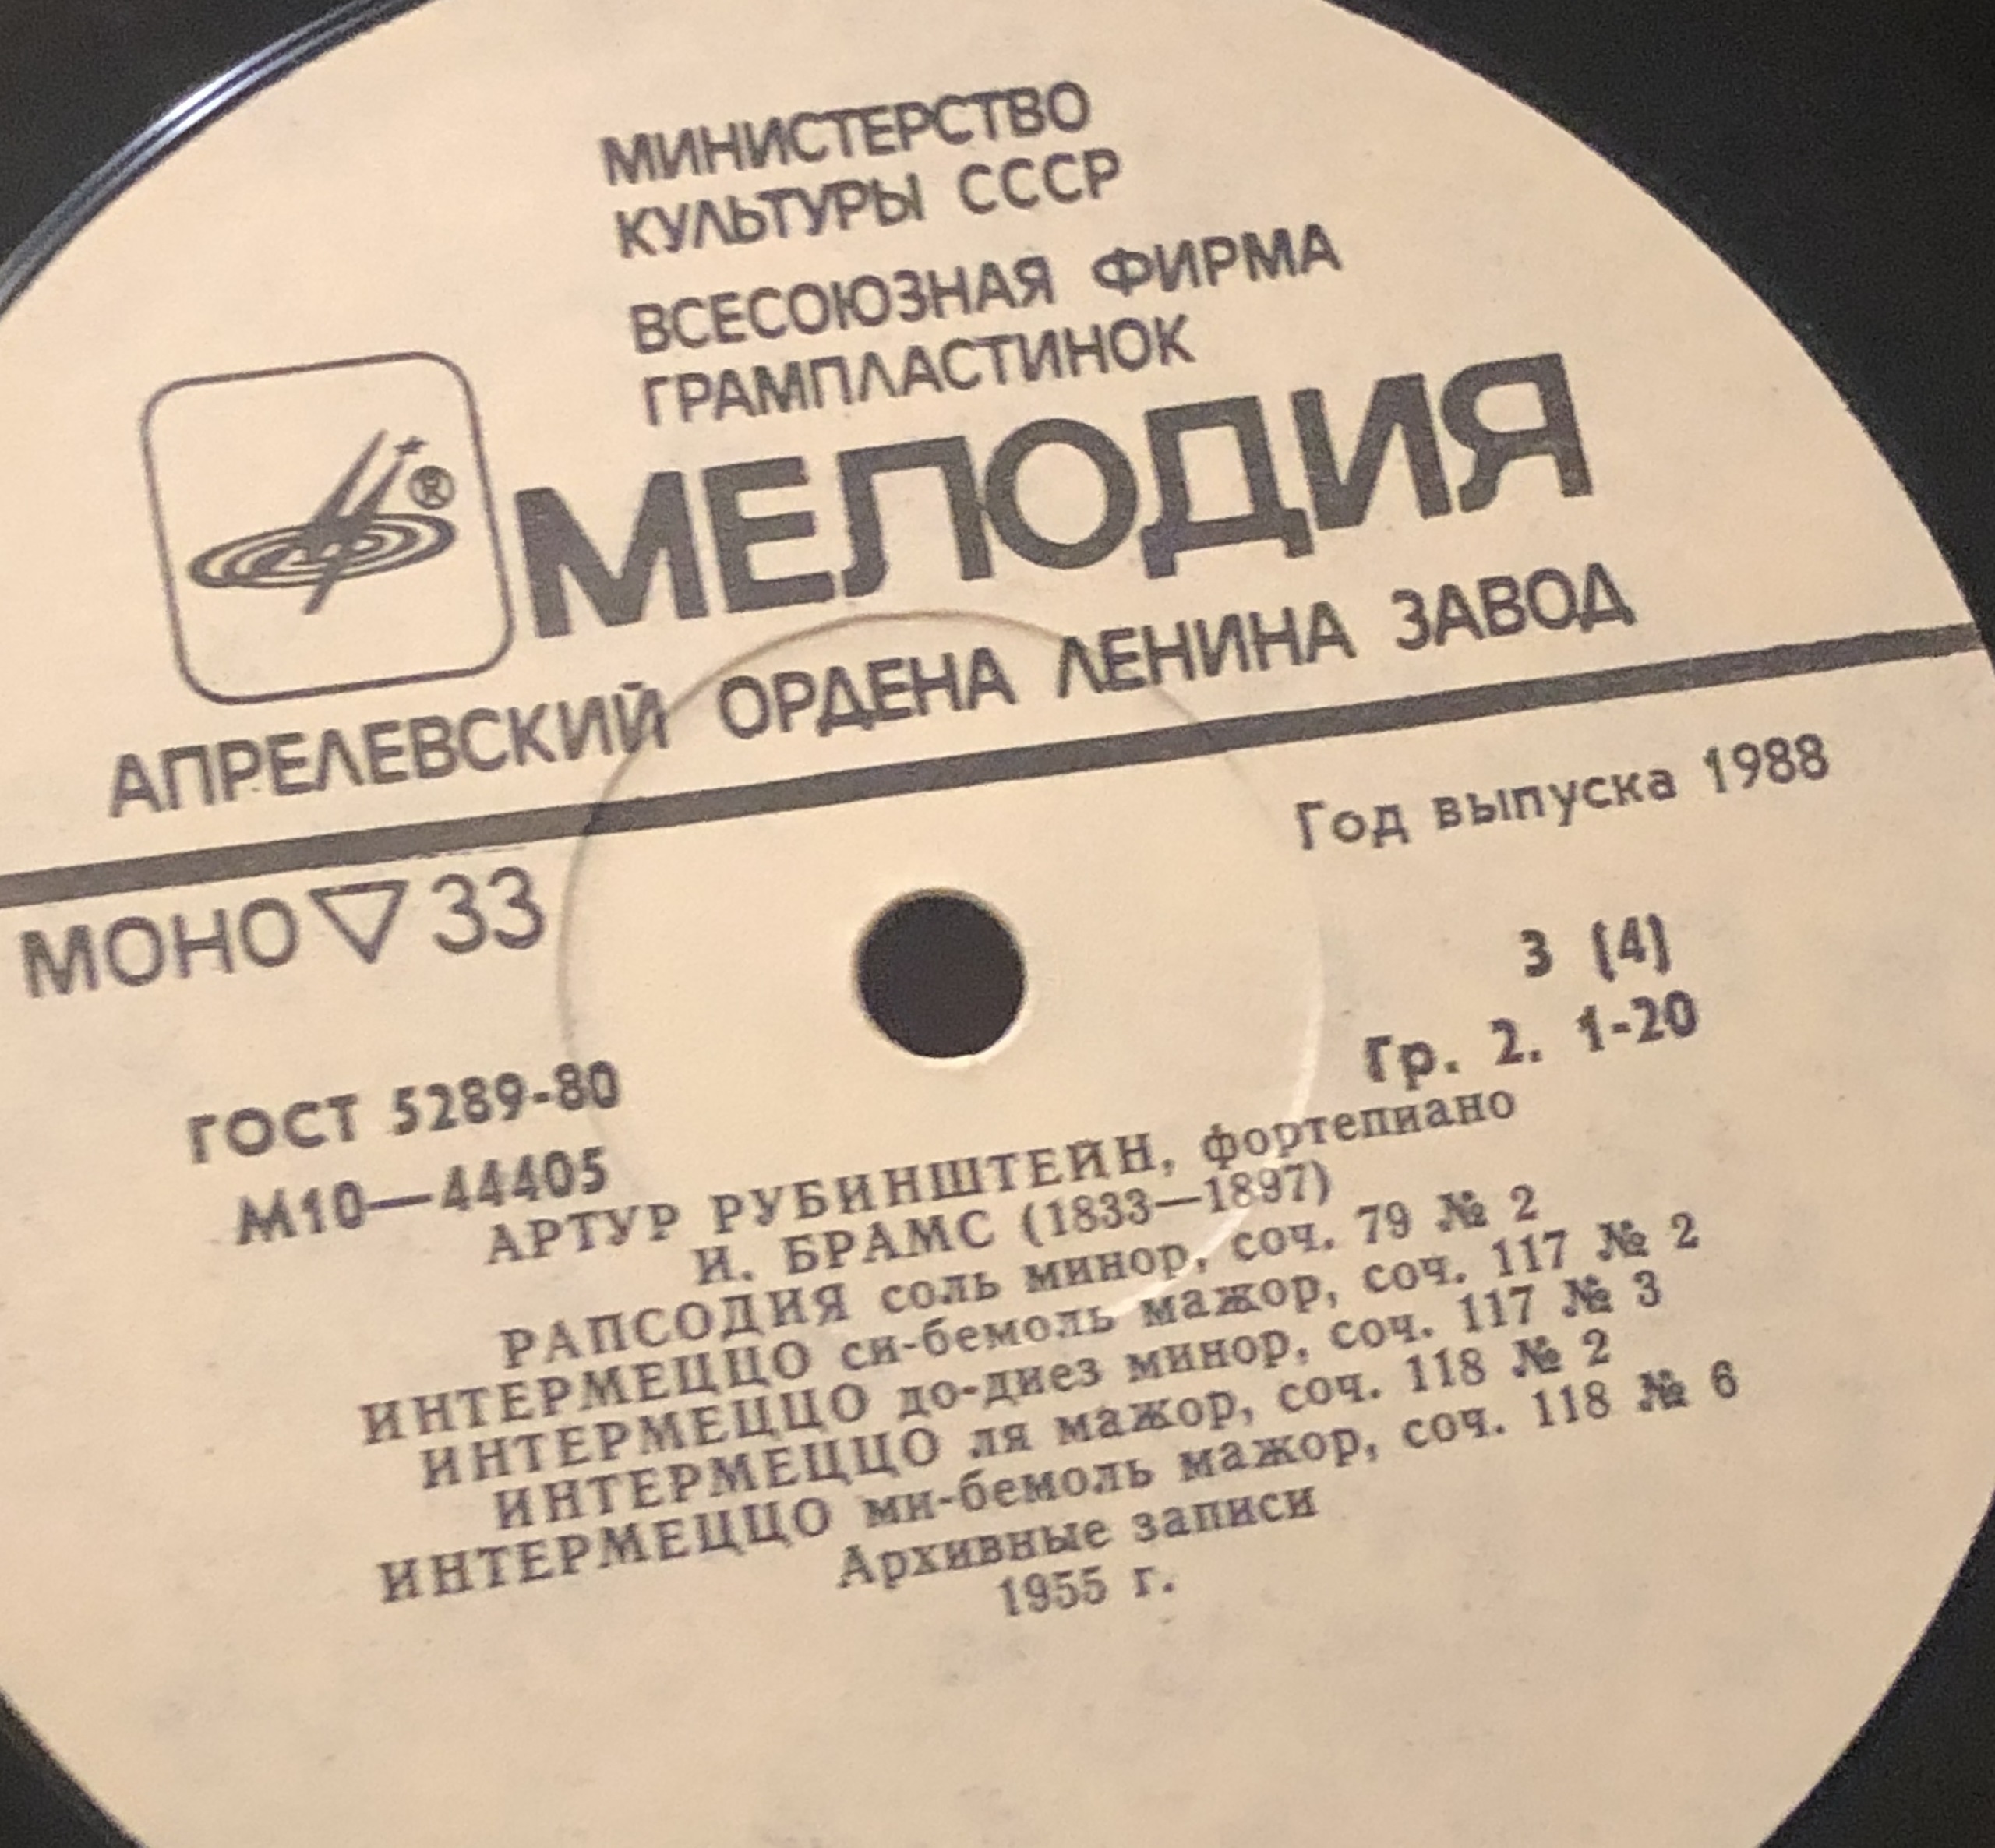 МИНИСТЕРСТВО
КУЛЬТУРЫ СССР
ВСЕСОЮЗНАЯ ФИРМА
ГРАМПЛАСТИНОК
®
МЕЛОДИЯ
АПРЕЛЕВСКИЙ ОРДЕНА ЛЕНИНА ЗАВОД
Год выпуска 1988
МОНО ▽ 33
3 (4)
ГОСТ 5289-80
Гр. 2. 1-20
М10—44405
АРТУР РУБИНШТЕЙН, фортепиано
И. БРАМС (1833—1897)
РАПСОДИЯ соль минор, соч. 79 № 2
ИНТЕРМЕЦЦО си-бемоль мажор, соч. 117 № 2
ИНТЕРМЕЦЦО до-диез минор, соч. 117 № 3
ИНТЕРМЕЦЦО ля мажор, соч. 118 № 2
ИНТЕРМЕЦЦО ми-бемоль мажор, соч. 118 № 6
Архивные записи
1955 г.